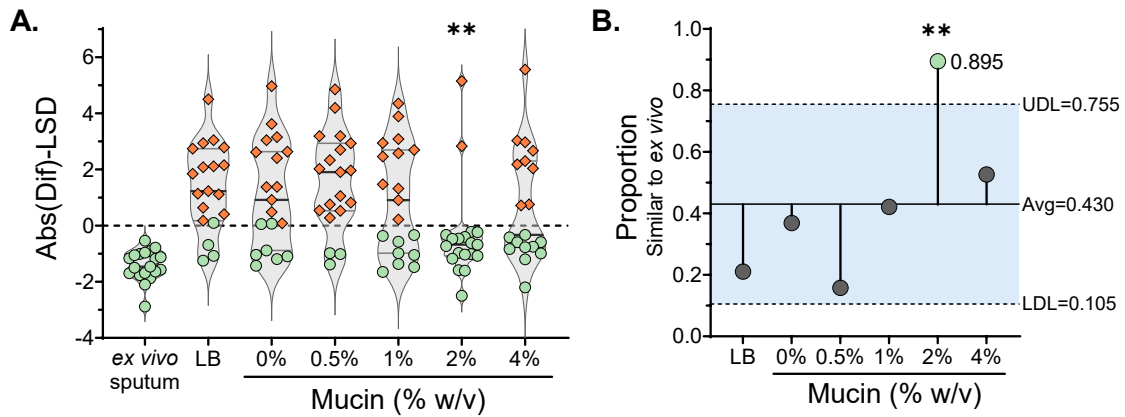 A.
Abs(Dif)-LSD
6
4
2
0
-2
-4
**
ex vivo
sputum
LB
0%
0.5%
1%
2%
4%
Mucin (% w/v)
B.
Proportion
Similar to ex vivo
1.0
0.8
0.6
0.4
0.2
0.0
**
0.895
UDL=0.755
Avg=0.430
LDL=0.105
LB
0%
0.5%
1%
2%
4%
Mucin (% w/v)